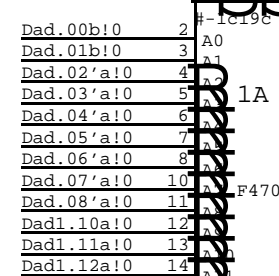 #-1c19c
Dad.00b!0 2 A0
Dad.01b!0 3 A1
Dad.02'a!0 4
Dad.03'a!0 5 1A
Dad.04'a!0 6
Dad.05'a!0 7
Dad.06'a!0 8
Dad.07'a!0 10 F470
Dad.08'a!0 11
Dad1.10a!0 12
Dad1.11a!0 13
Dad1.12a!0 14